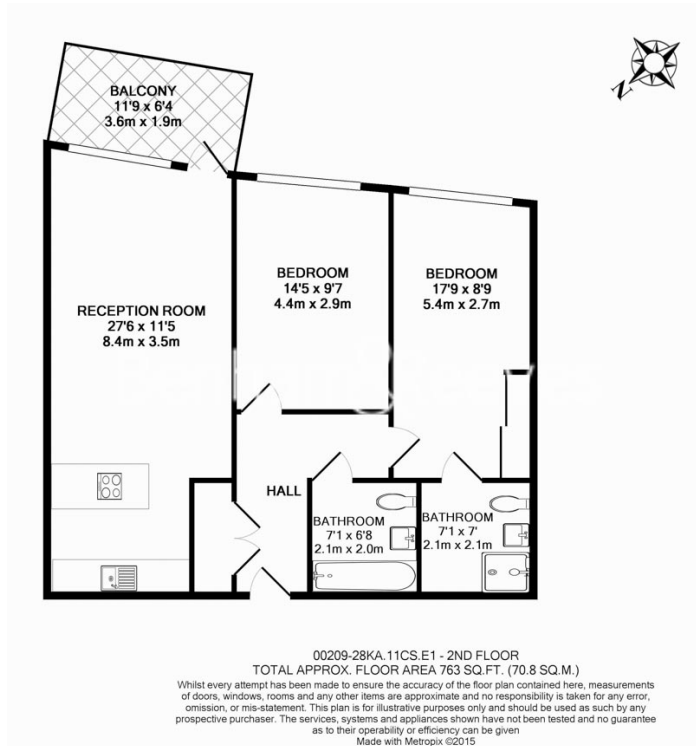 BALCONY
11'9 x 6'4
3.6m x 1.9m
N
BEDROOM
14'5 x 9'7
4.4m x 2.9m
BEDROOM
17'9 x 8'9
5.4m x 2.7m
RECEPTION ROOM
27'6 x 11'5
8.4m x 3.5m
HALL
BATHROOM
7'1 x 6'8
2.1m x 2.0m
BATHROOM
7'1 x 7'
2.1m x 2.1m
00209-28KA.11CS.E1 - 2ND FLOOR
TOTAL APPROX. FLOOR AREA 763 SQ.FT. (70.8 SQ.M.)
Whilst every attempt has been made to ensure the accuracy of the floor plan contained here, measurements
of doors, windows, rooms and any other items are approximate and no responsibility is taken for any error,
omission, or mis-statement. This plan is for illustrative purposes only and should be used as such by any
prospective purchaser. The services, systems and appliances shown have not been tested and no guarantee
as to their operability or efficiency can be given
Made with Metropix ©2015